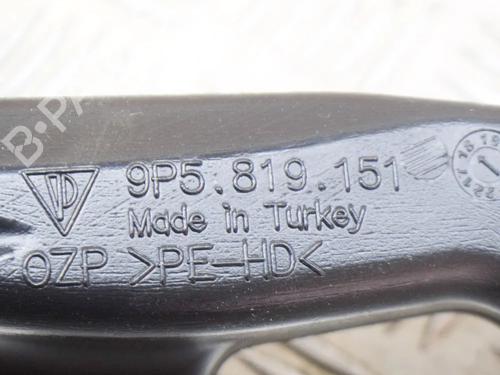 9P5.819.151
Made in Turkey
OZP >PE-HD<